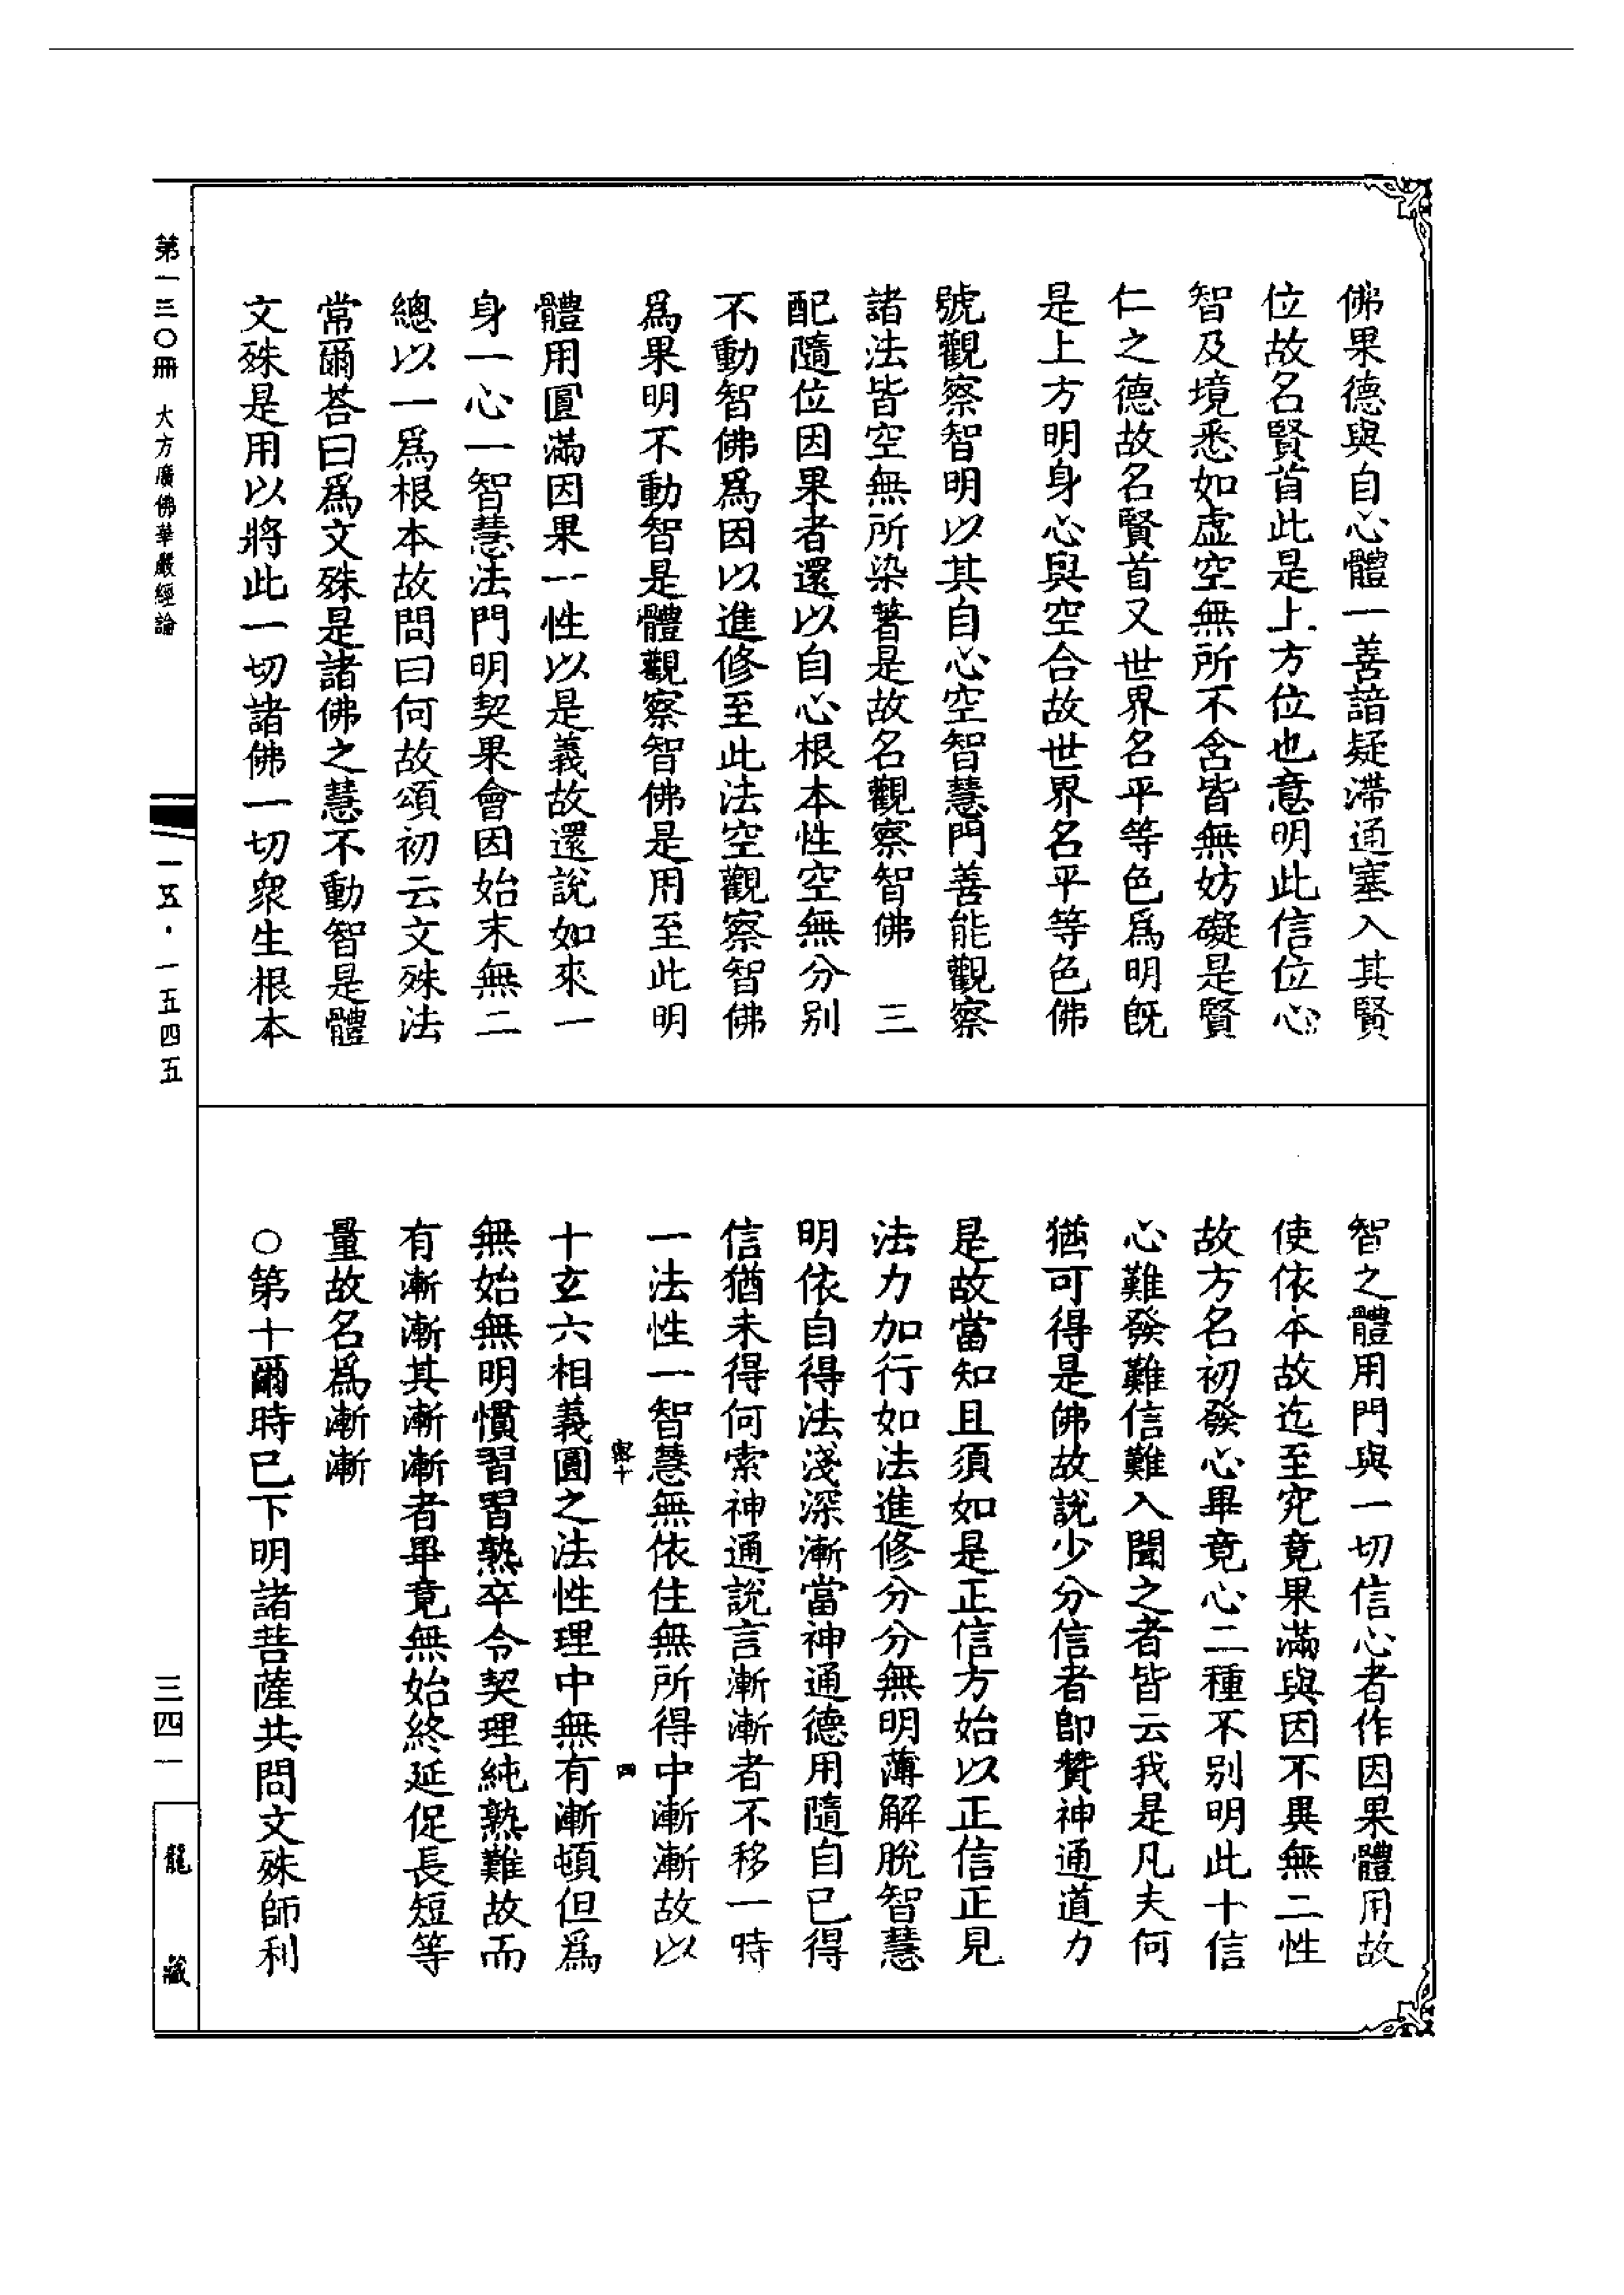 佛果德與自心體一善諳疑滯通塞入其賢
位故名賢首此是上方位也意明此信位心
智及境悉如虛空無所不含皆無妨礙是賢
仁之德故名賢首又世界名平等色爲明既
是上方明身心與空合故世界名平等色佛
號觀察智明以其自心空智慧門善能觀察
諸法皆空無所染著是故名觀察智佛　三
配隨位因果者還以自心根本性空無分別
不動智佛爲因以進修至此法空觀察智佛
爲果明不動智是體觀察智佛是用至此明
體用圓滿因果一性以是義故還說如來一
身一心一智慧法門明契果會因始末無二
總以一爲根本故問曰何故頌初云文殊法
常爾荅曰爲文殊是諸佛之慧不動智是體
文殊是用以將此一切諸佛一切衆生根本
智之體用門與一切信心者作因果體用故
使依本故迄至究竟果滿與因不異無二性
故方名初發心畢竟心二種不別明此十信
心難發難信難入聞之者皆云我是凡夫何
猶可得是佛故說少分信者卽贊神通道力
是故當知且須如是正信方始以正信正見
法力加行如法進修分分無明薄解脫智慧
明依自得法淺深漸當神通德用隨自已得
信猶未得何索神通說言漸漸者不移一時
一法性一智慧無依住無所得中漸漸故以
十玄六相義圓之法性理中無有漸頓但爲
無始無明慣習習熟卒令契理純熟難故而
有漸漸其漸漸者畢竟無始終延促長短等
量故名爲漸漸
○第十爾時已下明諸菩薩共問文殊師利
第一三〇冊　大方廣佛華嚴經論
一五·一五四五
三四一
龍藏